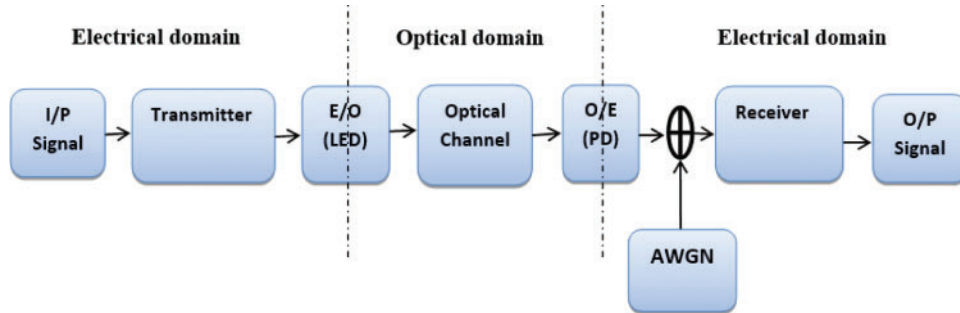 Electrical domain
Optical domain
Electrical domain
I/P
Signal
Transmitter
E/O
(LED)
Optical
Channel
O/E
(PD)
Receiver
O/P
Signal
AWGN